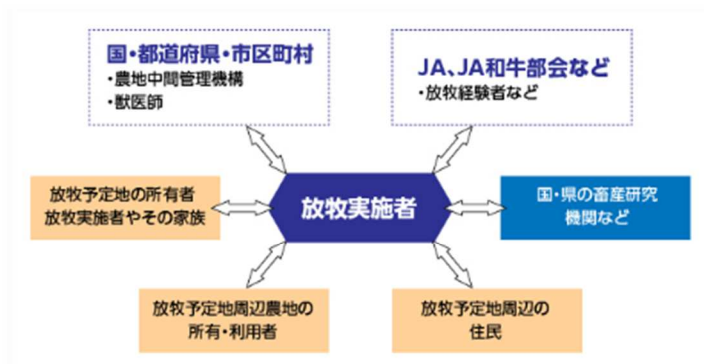 国・都道府県・市区町村
・農地中間管理機構
・獣医師
JA、JA和牛部会など
・放牧経験者など
放牧予定地の所有者
放牧実施者やその家族
放牧実施者
国・県の畜産研究
機関など
放牧予定地周辺農地の
所有・利用者
放牧予定地周辺の
住民